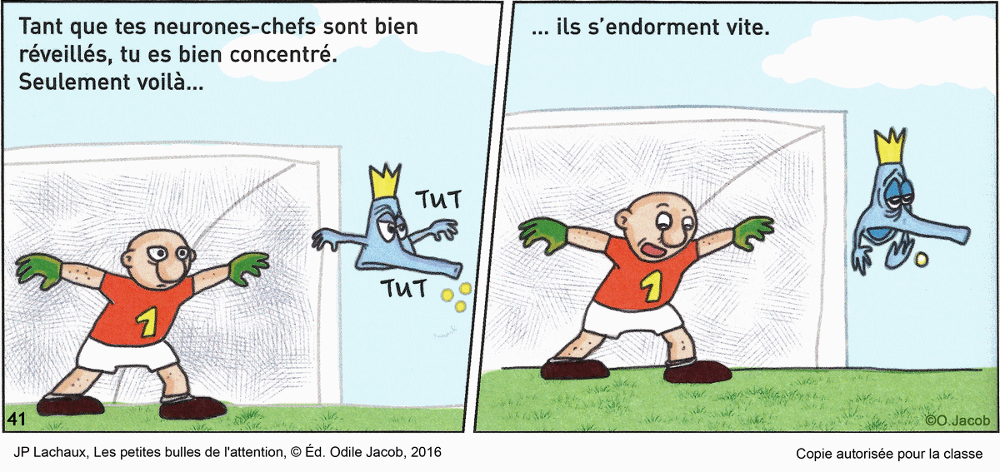 Tant que tes neurones-chefs sont bien
réveillés, tu es bien concentré.
Seulement voilà...
TUT
TUT
1
41
... ils s'endorment vite.
1
©O.Jacob
JP Lachaux, Les petites bulles de l'attention, © Éd. Odile Jacob, 2016
Copie autorisée pour la classe